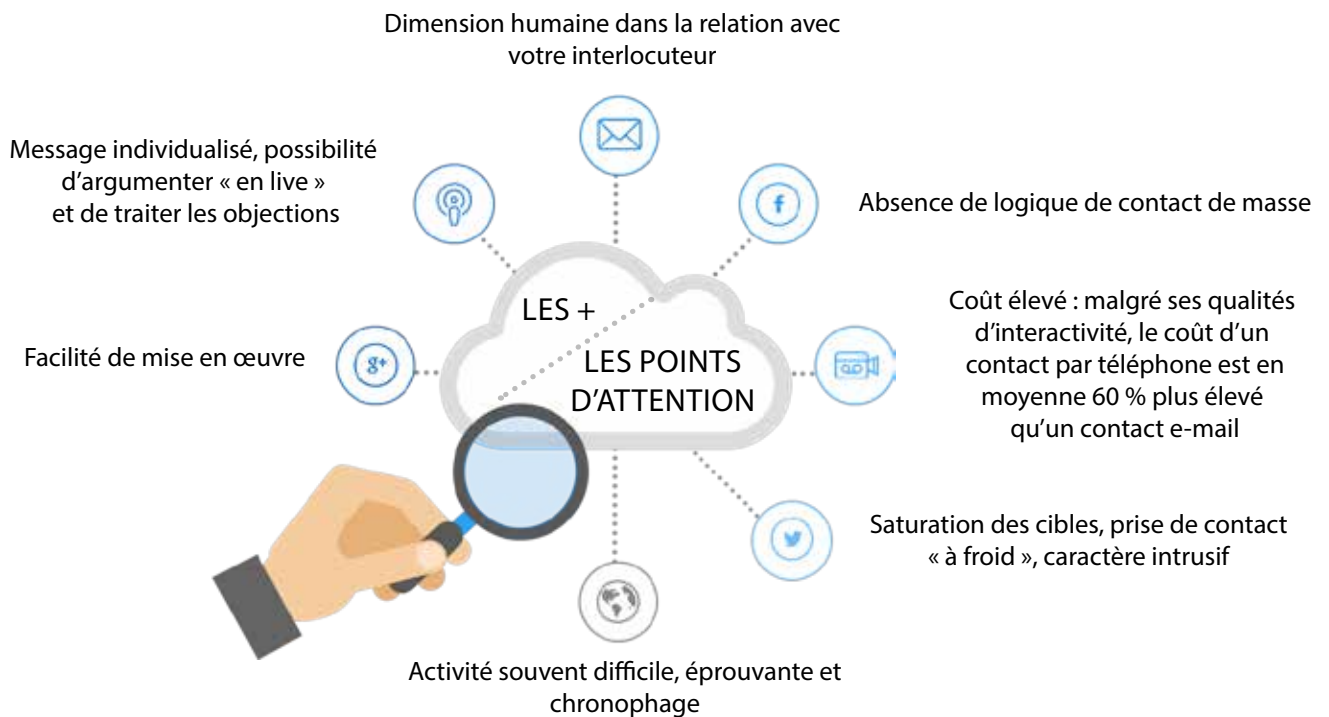 Dimension humaine dans la relation avec
votre interlocuteur
Message individualisé, possibilité
d’argumenter « en live »
et de traiter les objections
Facilité de mise en œuvre
LES +
LES POINTS
D’ATTENTION
Absence de logique de contact de masse
Coût élevé : malgré ses qualités
d’interactivité, le coût d’un
contact par téléphone est en
moyenne 60 % plus élevé
qu’un contact e-mail
Saturation des cibles, prise de contact
« à froid », caractère intrusif
Activité souvent difficile, éprouvante et
chronophage
f
g+